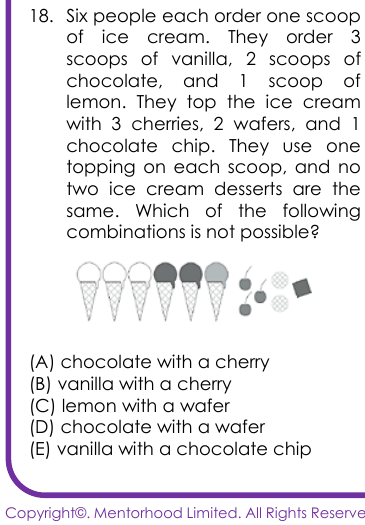 18. Six people each order one scoop
of ice cream. They order 3
scoops of vanilla, 2 scoops of
chocolate, and 1 scoop of
lemon. They top the ice cream
with 3 cherries, 2 wafers, and 1
chocolate chip. They use one
topping on each scoop, and no
two ice cream desserts are the
same. Which of the following
combinations is not possible?
(A) chocolate with a cherry
(B) vanilla with a cherry
(C) lemon with a wafer
(D) chocolate with a wafer
(E) vanilla with a chocolate chip
Copyright©. Mentorhood Limited. All Rights Reserve